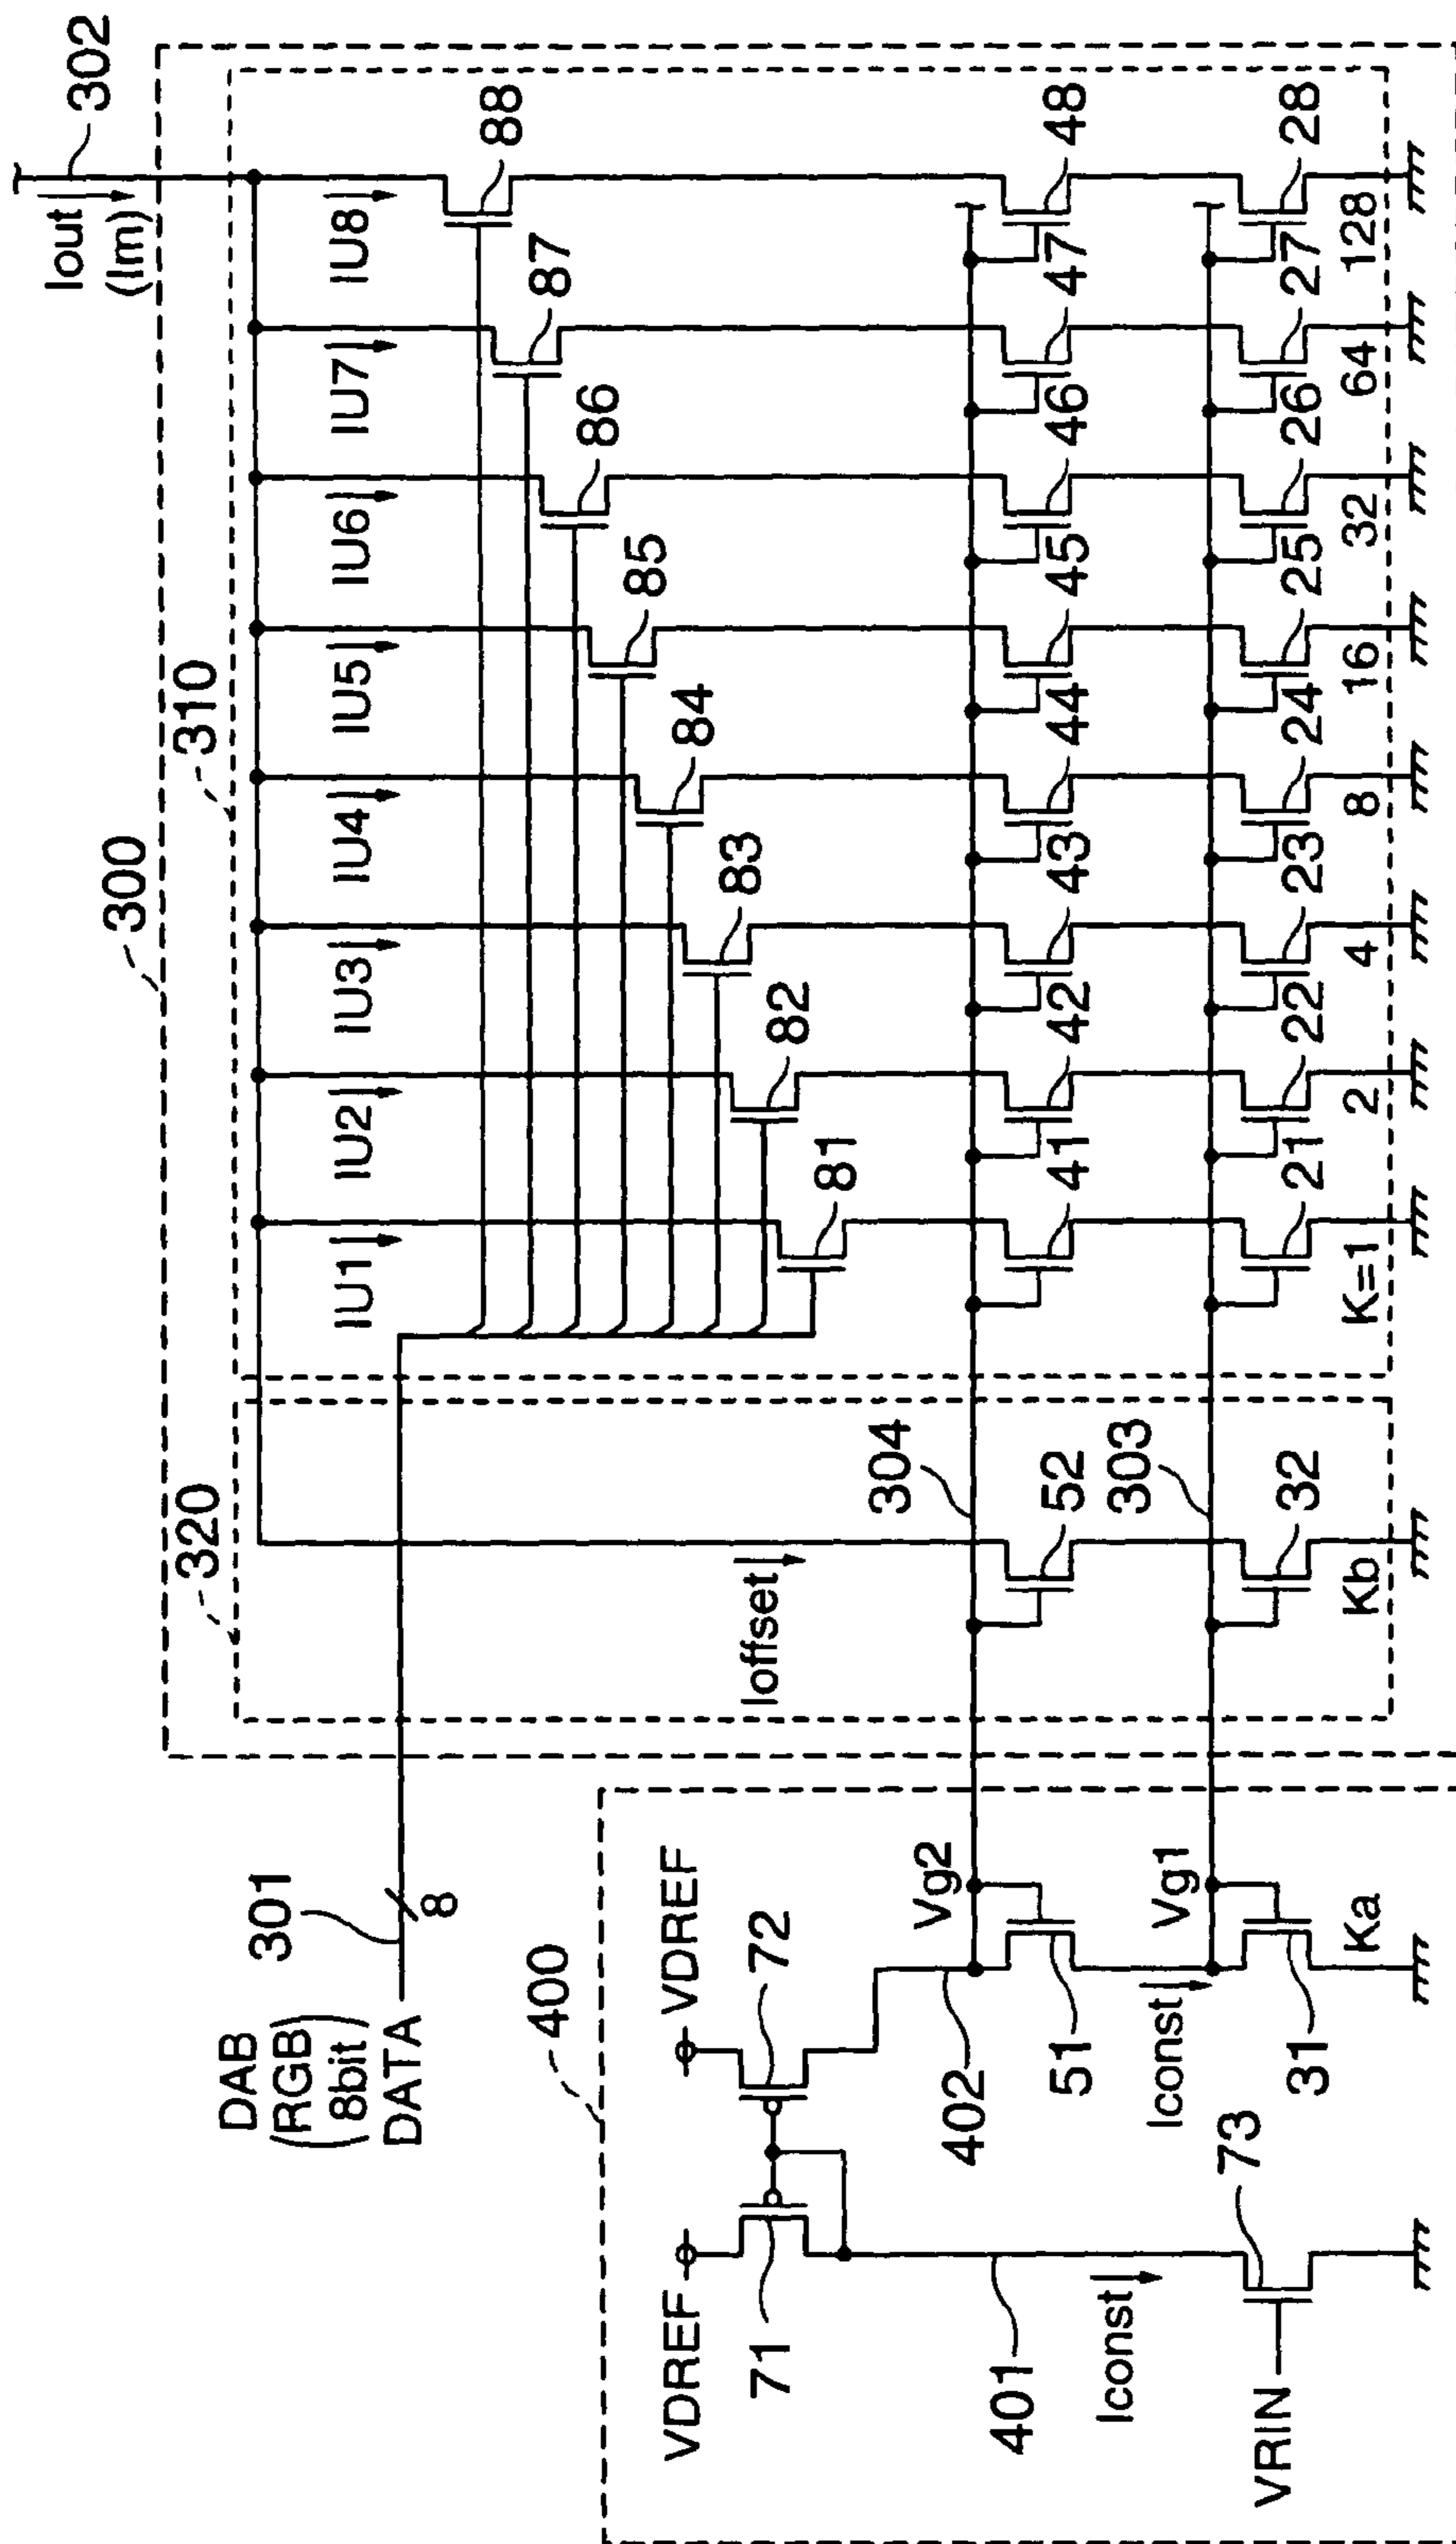 300
310
320
Iout
(Im)
302
IU1
IU2
IU3
IU4
IU5
IU6
IU7
IU8
81
82
83
84
85
86
87
88
DAB
(RGB
8bit)
DATA
301
8
Ioffset
304
303
52
32
Kb
41
42
43
44
45
46
47
48
21
22
23
24
25
26
27
28
K=1
2
4
8
16
32
64
128
400
VDREF
VDREF
71
72
401
402
Iconst
Iconst
Vg2
Vg1
51
31
Ka
73
VRIN